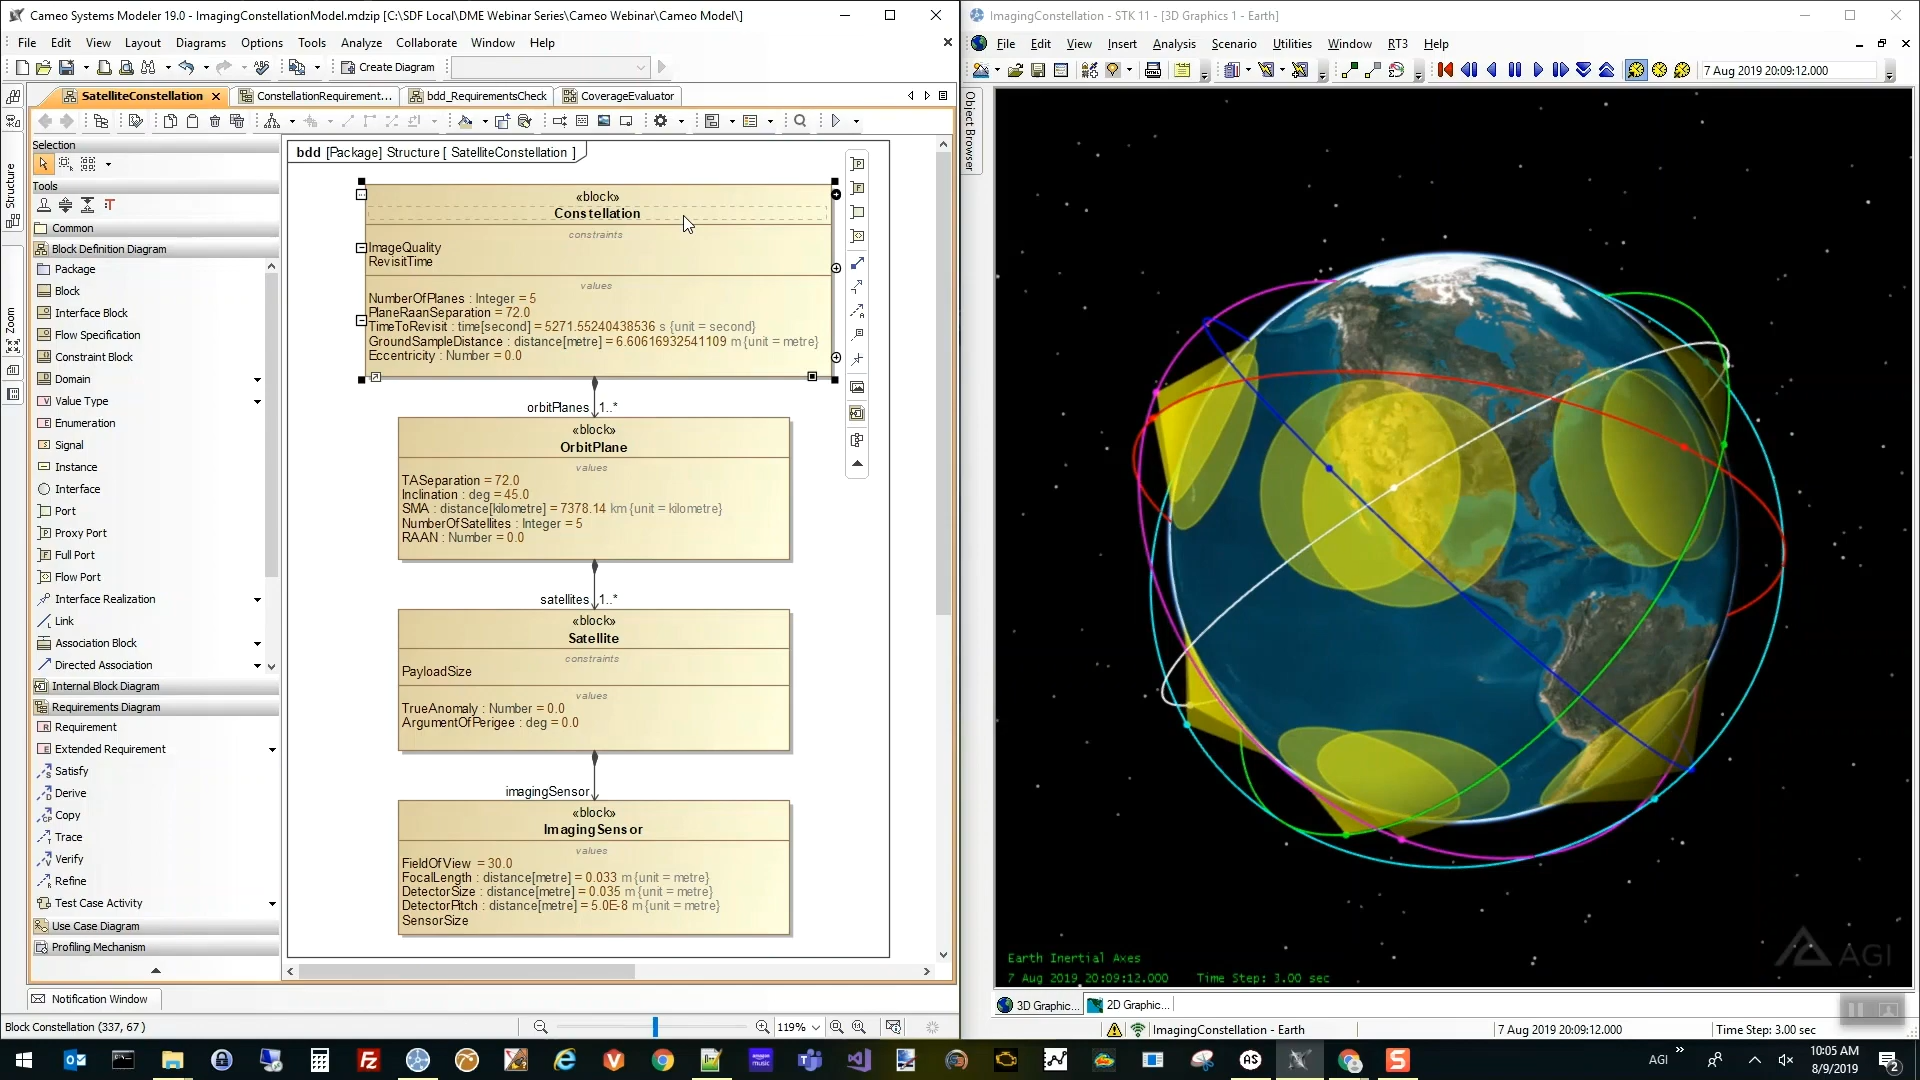 Cameo Systems Modeler 19.0 - ImagingConstellationModel.mdzip [C:\SDF Local\DME Webinar Series\Cameo Webinar\Cameo Model\]
File Edit View Layout Diagrams Options Tools Analyze Collaborate Window Help
Create Diagram
SatelliteConstellation
ConstellationRequirement...
bdd_RequirementsCheck
CoverageEvaluator
Structure
Zoom
Selection
Tools
Common
Block Definition Diagram
Package
Block
Interface Block
Flow Specification
Constraint Block
Domain
Value Type
Enumeration
Signal
Instance
Interface
Port
Proxy Port
Full Port
Flow Port
Interface Realization
Link
Association Block
Directed Association
Internal Block Diagram
Requirements Diagram
Requirement
Extended Requirement
Satisfy
Derive
Copy
Trace
Verify
Refine
Test Case Activity
Use Case Diagram
Profiling Mechanism
bdd [Package] Structure [ SatelliteConstellation ]
«block»
Constellation
constraints
ImageQuality
RevisitTime
values
NumberOfPlanes : Integer = 5
PlaneRaanSeparation = 72.0
TimeToRevisit : time[second] = 5271.55240438536 s {unit = second}
GroundSampleDistance : distance[metre] = 6.60616932541109 m {unit = metre}
Eccentricity : Number = 0.0
orbitPlanes 1..*
«block»
OrbitPlane
values
TASeparation = 72.0
Inclination : deg = 45.0
SMA : distance[kilometre] = 7378.14 km {unit = kilometre}
NumberOfSatellites : Integer = 5
RAAN : Number = 0.0
satellites 1..*
«block»
Satellite
constraints
PayloadSize
values
TrueAnomaly : Number = 0.0
ArgumentOfPerigee : deg = 0.0
imagingSensor
«block»
ImagingSensor
values
FieldOfView = 30.0
FocalLength : distance[metre] = 0.033 m {unit = metre}
DetectorSize : distance[metre] = 0.035 m {unit = metre}
DetectorPitch : distance[metre] = 5.0E-8 m {unit = metre}
SensorSize
Notification Window
Block Constellation (337, 67)
119%
ImagingConstellation - STK 11 - [3D Graphics 1 - Earth]
File Edit View Insert Analysis Scenario Utilities Window RT3 Help
7 Aug 2019 20:09:12.000
Object Browser
Earth Inertial Axes
7 Aug 2019 20:09:12.000 Time Step: 3.00 sec
AGI
3D Graphic...
2D Graphic...
ImagingConstellation - Earth
7 Aug 2019 20:09:12.000
Time Step: 3.00 sec
AGI
10:05 AM
8/9/2019
2